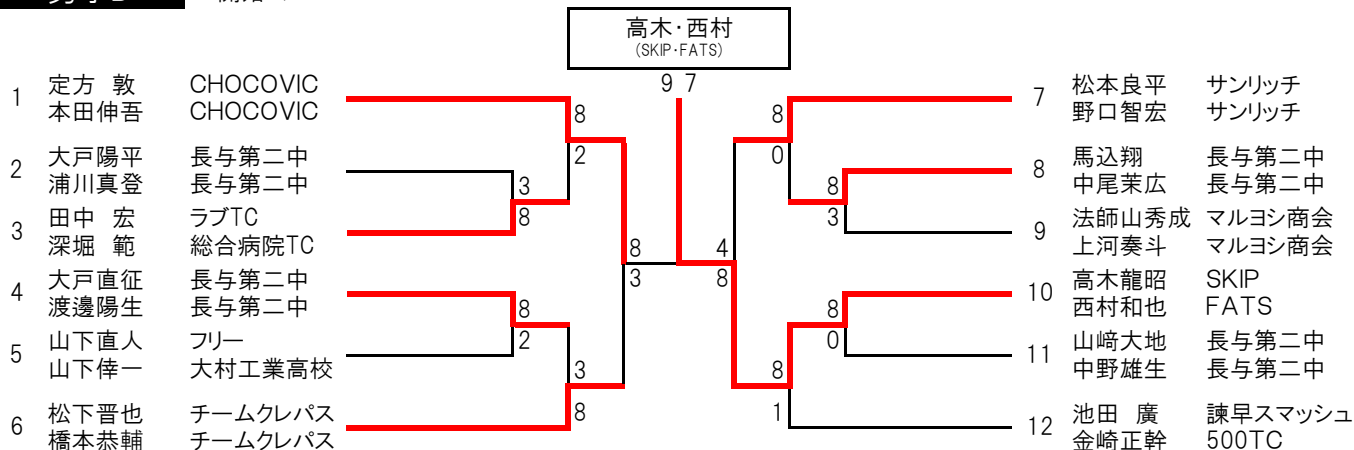 高木・西村
(SKIP・FATS)
9 7
1 定方 敦 CHOCOVIC
本田伸吾 CHOCOVIC
2 大戸陽平 長与第二中
浦川真登 長与第二中
3 田中 宏 ラブTC
深堀 範 総合病院TC
4 大戸直征 長与第二中
渡邊陽生 長与第二中
5 山下直人 フリー
山下倖一 大村工業高校
6 松下晋也 チームクレパス
橋本恭輔 チームクレパス
8
2
3
8
8
3
8
2
3
8
7 松本良平 サンリッチ
野口智宏 サンリッチ
8 馬込翔 長与第二中
中尾茉広 長与第二中
9 法師山秀成 マルヨシ商会
上河奏斗 マルヨシ商会
10 高木龍昭 SKIP
西村和也 FATS
11 山﨑大地 長与第二中
中野雄生 長与第二中
12 池田 廣 諫早スマッシュ
金崎正幹 500TC
8
0
8
3
4
8
8
0
8
1